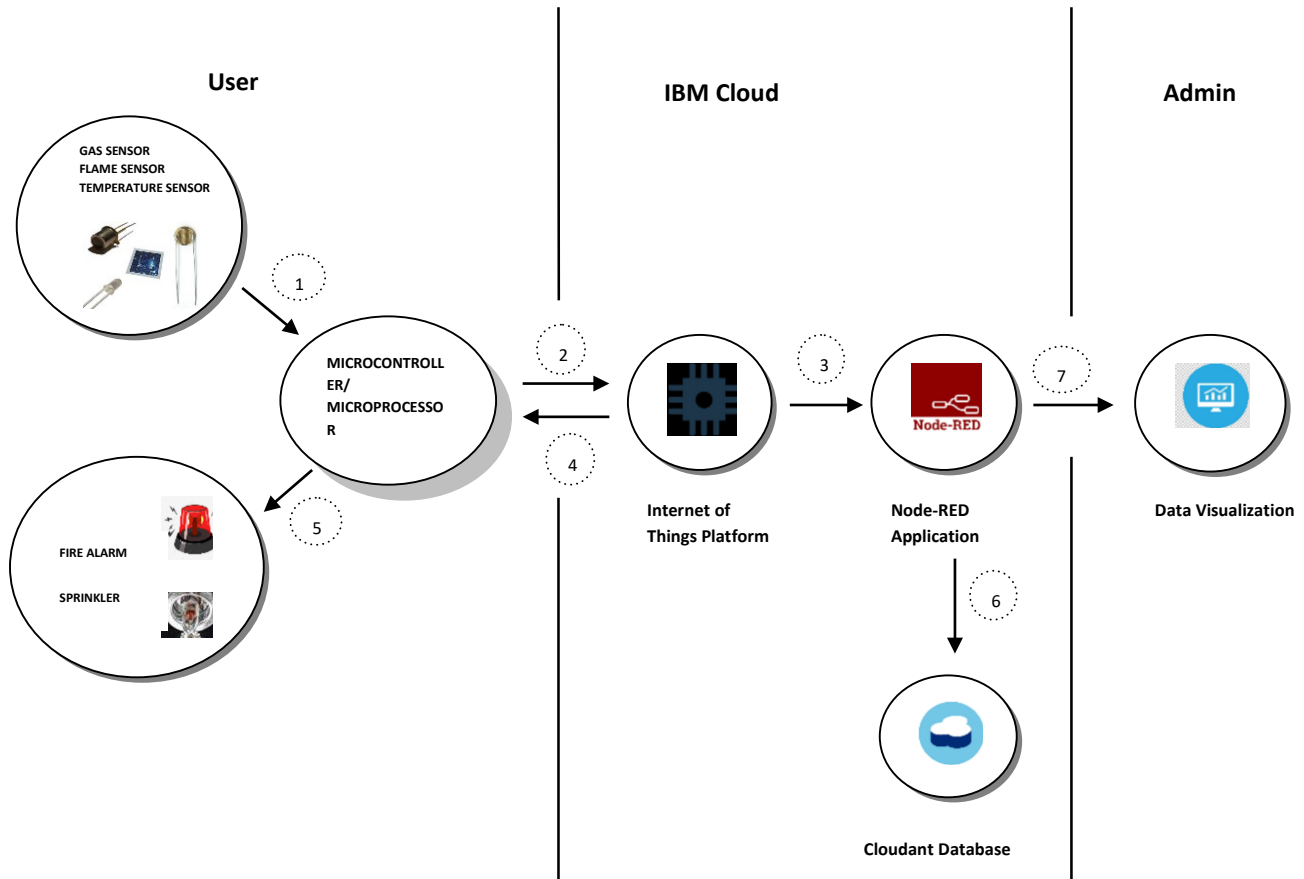 User
IBM Cloud
Admin
GAS SENSOR
FLAME SENSOR
TEMPERATURE SENSOR
1
MICROCONTROLL
ER/
MICROPROCESSO
R
2
3
7
4
Node-RED
5
FIRE ALARM
SPRINKLER
Internet of
Things Platform
Node-RED
Application
Data Visualization
6
Cloudant Database